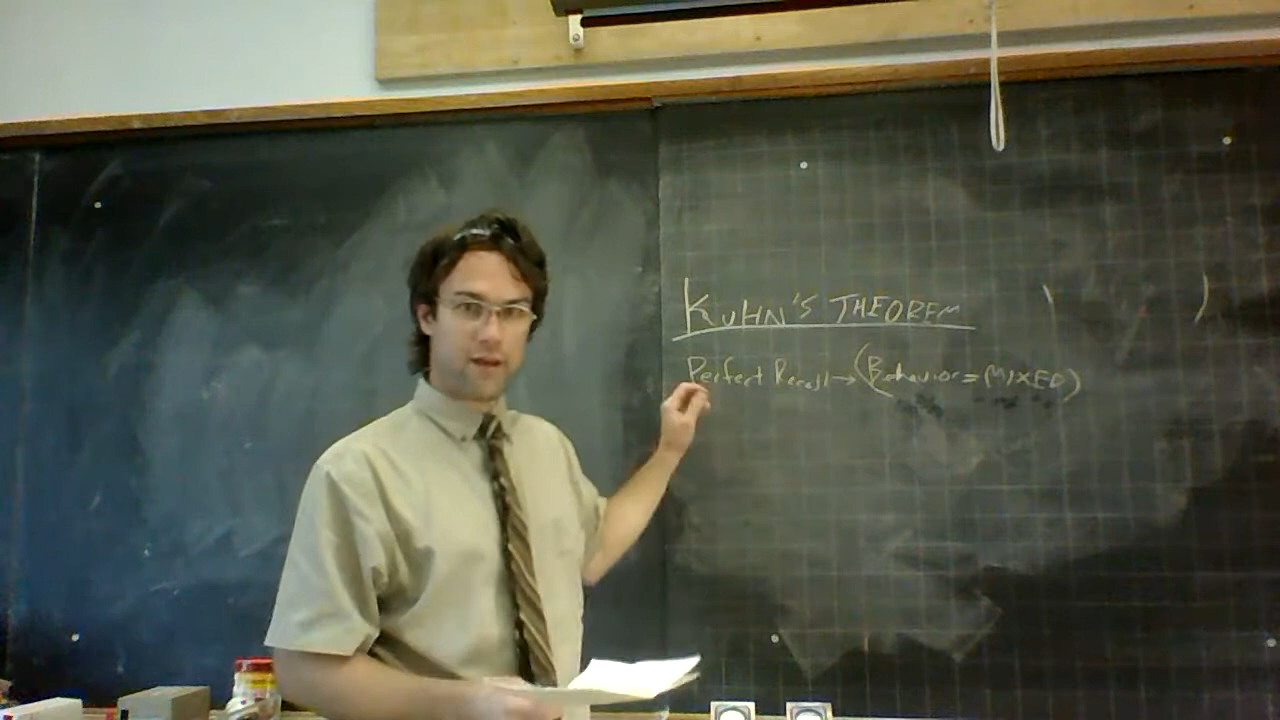 KUHN'S THEOREM
Perfect Recall → (Behavior = MIXED)